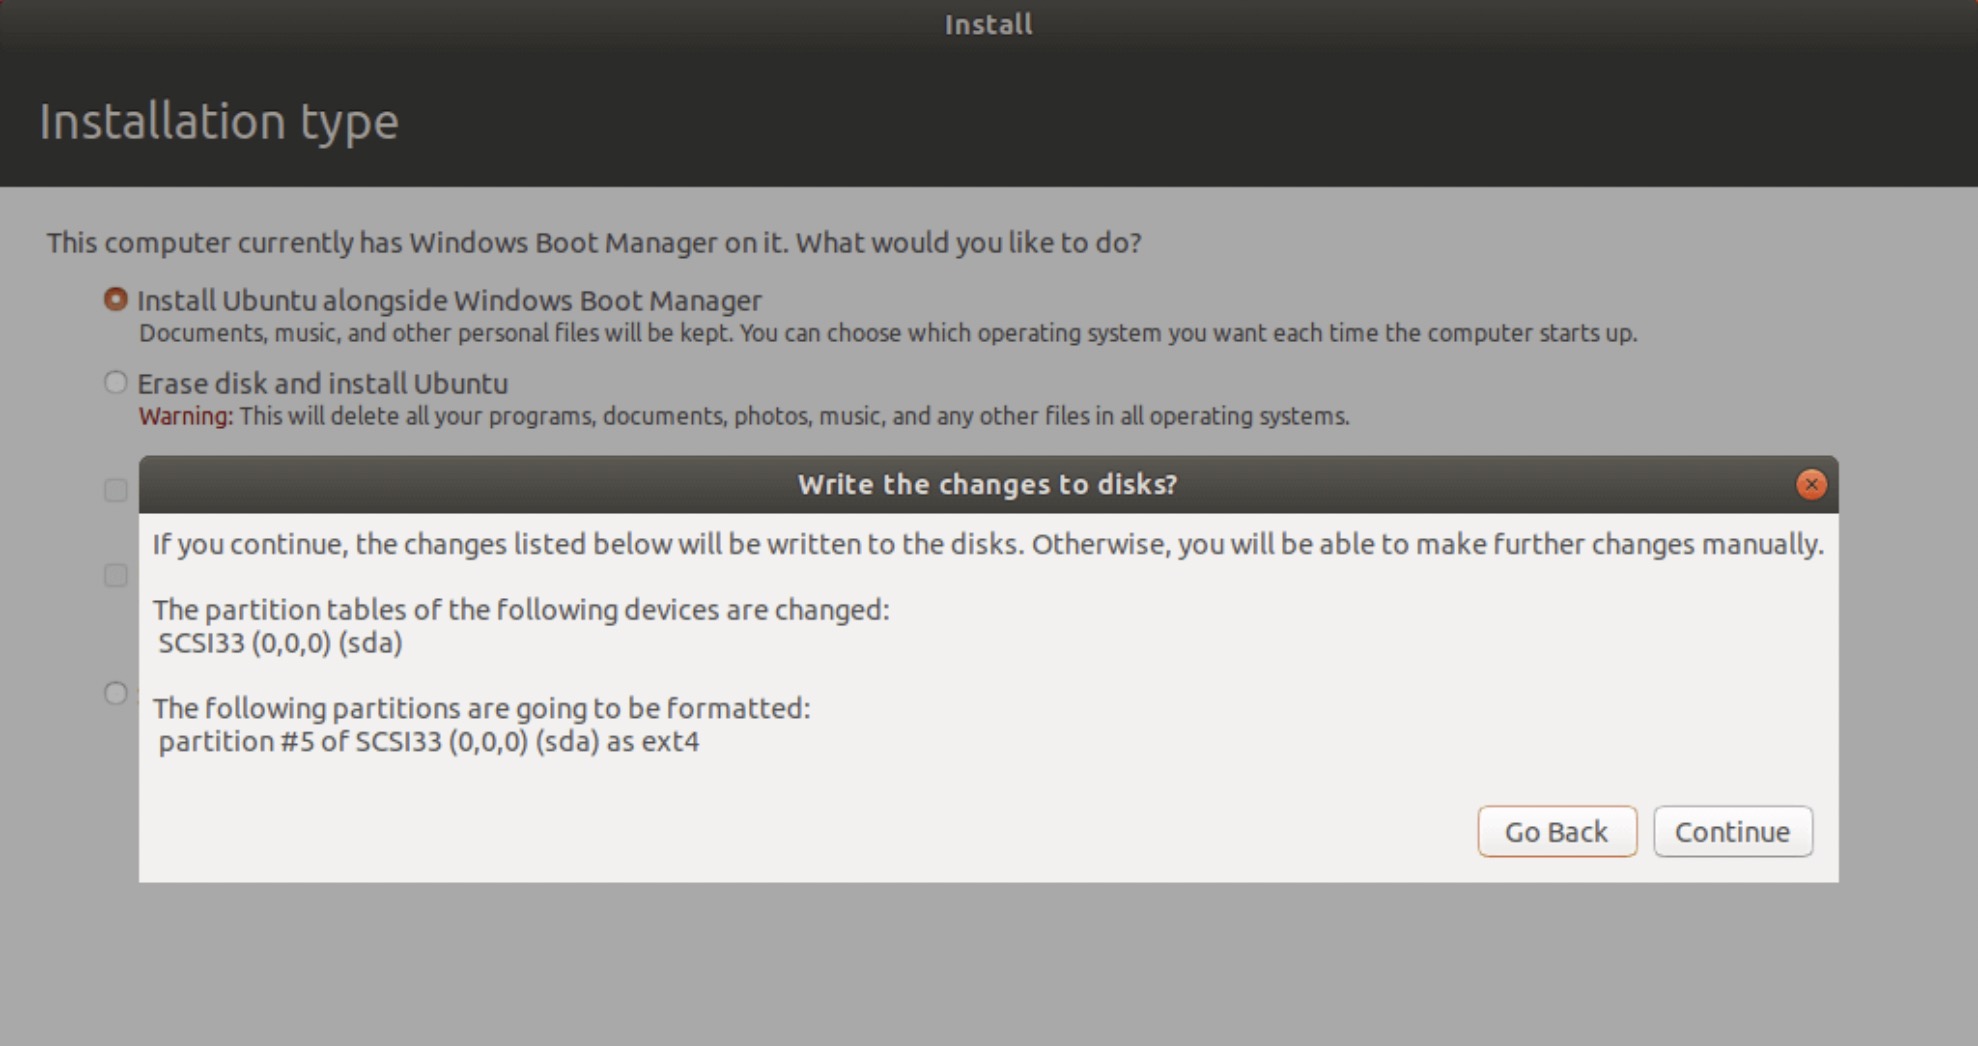 Install
Installation type
This computer currently has Windows Boot Manager on it. What would you like to do?
Install Ubuntu alongside Windows Boot Manager
Documents, music, and other personal files will be kept. You can choose which operating system you want each time the computer starts up.
Erase disk and install Ubuntu
Warning: This will delete all your programs, documents, photos, music, and any other files in all operating systems.
Write the changes to disks?
If you continue, the changes listed below will be written to the disks. Otherwise, you will be able to make further changes manually.
The partition tables of the following devices are changed:
SCSI33 (0,0,0) (sda)
The following partitions are going to be formatted:
partition #5 of SCSI33 (0,0,0) (sda) as ext4
Go Back
Continue